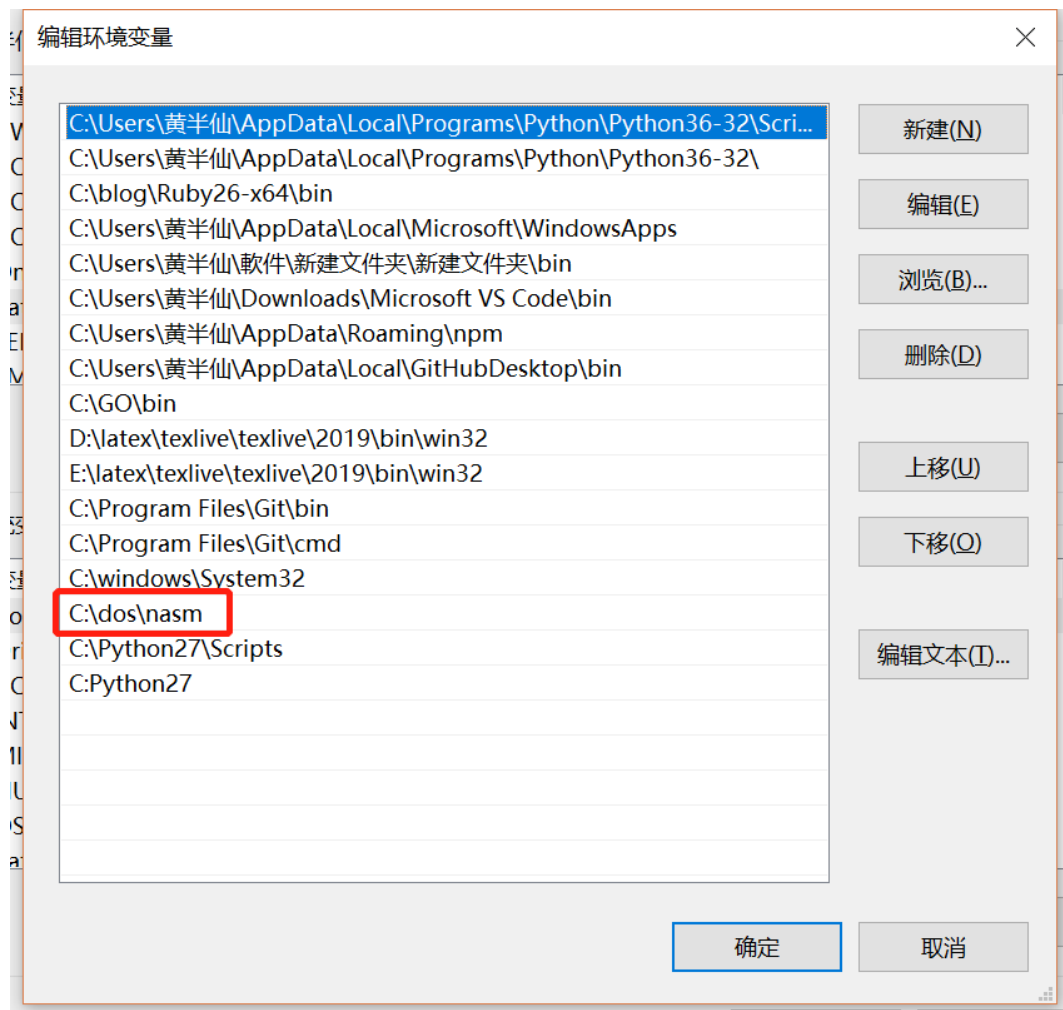 编辑环境变量
C:\Users\黄半仙\AppData\Local\Programs\Python\Python36-32\Scri...
C:\Users\黄半仙\AppData\Local\Programs\Python\Python36-32\
C:\blog\Ruby26-x64\bin
C:\Users\黄半仙\AppData\Local\Microsoft\WindowsApps
C:\Users\黄半仙\軟件\新建文件夹\新建文件夹\bin
C:\Users\黄半仙\Downloads\Microsoft VS Code\bin
C:\Users\黄半仙\AppData\Roaming\npm
C:\Users\黄半仙\AppData\Local\GitHubDesktop\bin
C:\GO\bin
D:\latex\texlive\texlive\2019\bin\win32
E:\latex\texlive\texlive\2019\bin\win32
C:\Program Files\Git\bin
C:\Program Files\Git\cmd
C:\windows\System32
C:\dos\nasm
C:\Python27\Scripts
C:Python27
新建(N)
编辑(E)
浏览(B)...
删除(D)
上移(U)
下移(O)
编辑文本(T)...
确定
取消